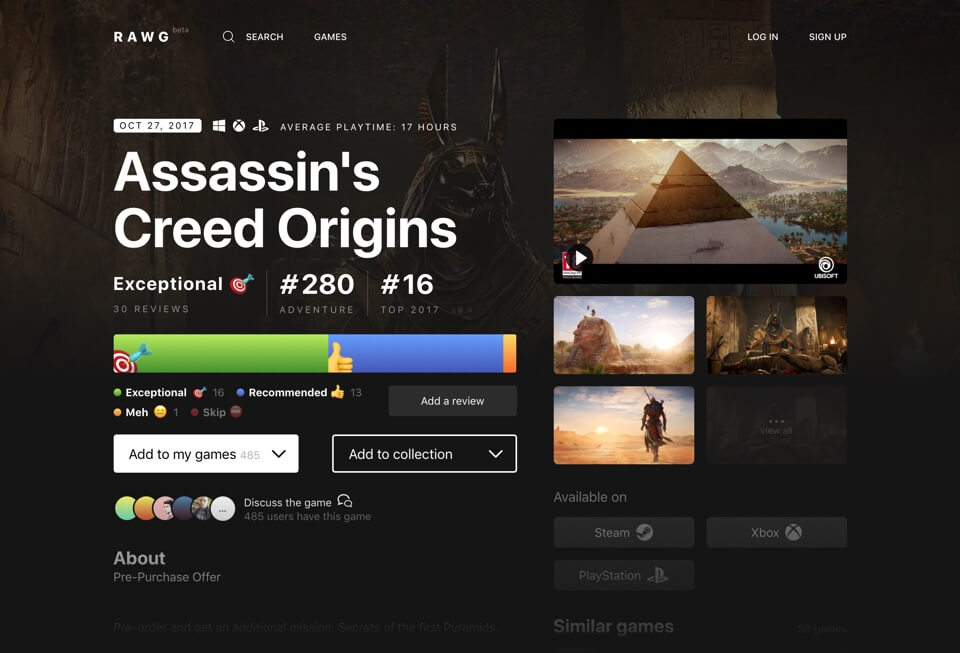 RAWG beta
SEARCH
GAMES
LOG IN
SIGN UP
OCT 27, 2017
AVERAGE PLAYTIME: 17 HOURS
Assassin's
Creed Origins
Exceptional
30 REVIEWS
#280
ADVENTURE
#16
TOP 2017
Exceptional 16
Recommended 13
Meh 1
Skip
Add a review
Add to my games 485
Add to collection
...
Discuss the game
485 users have this game
About
Pre-Purchase Offer
Pre-order and get an additional mission: Secrets of the first Pyramids.
UBISOFT
view all
Available on
Steam
Xbox
PlayStation
Similar games
50 games